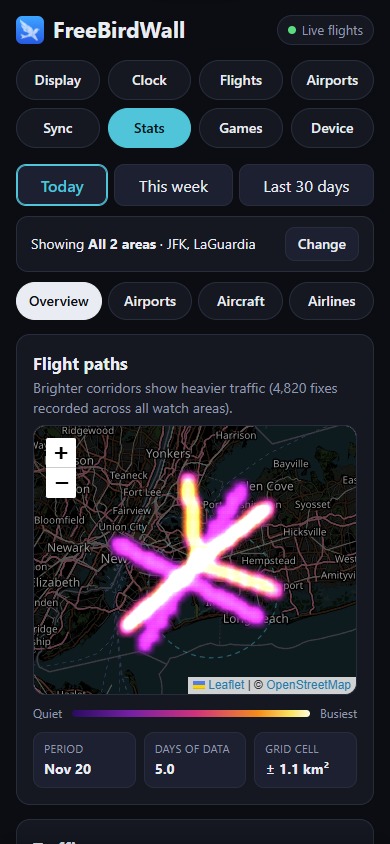 FreeBirdWall
Live flights
Display Clock Flights Airports
Sync Stats Games Device
Today This week Last 30 days
Showing All 2 areas · JFK, LaGuardia Change
Overview Airports Aircraft Airlines
Flight paths
Brighter corridors show heavier traffic (4,820 fixes
recorded across all watch areas).
Ridgewood
Harrison
+
Yonkers
Bayville
Teaneck
−
Fort Lee
len Cove
Syosset
Fairview
Hicksville
Bloomfield
Union City
Newark
Hempstead
Elizabeth
Long Beach
Leaflet | © OpenStreetMap
Quiet Busiest
PERIOD DAYS OF DATA GRID CELL
Nov 20 5.0 ± 1.1 km²